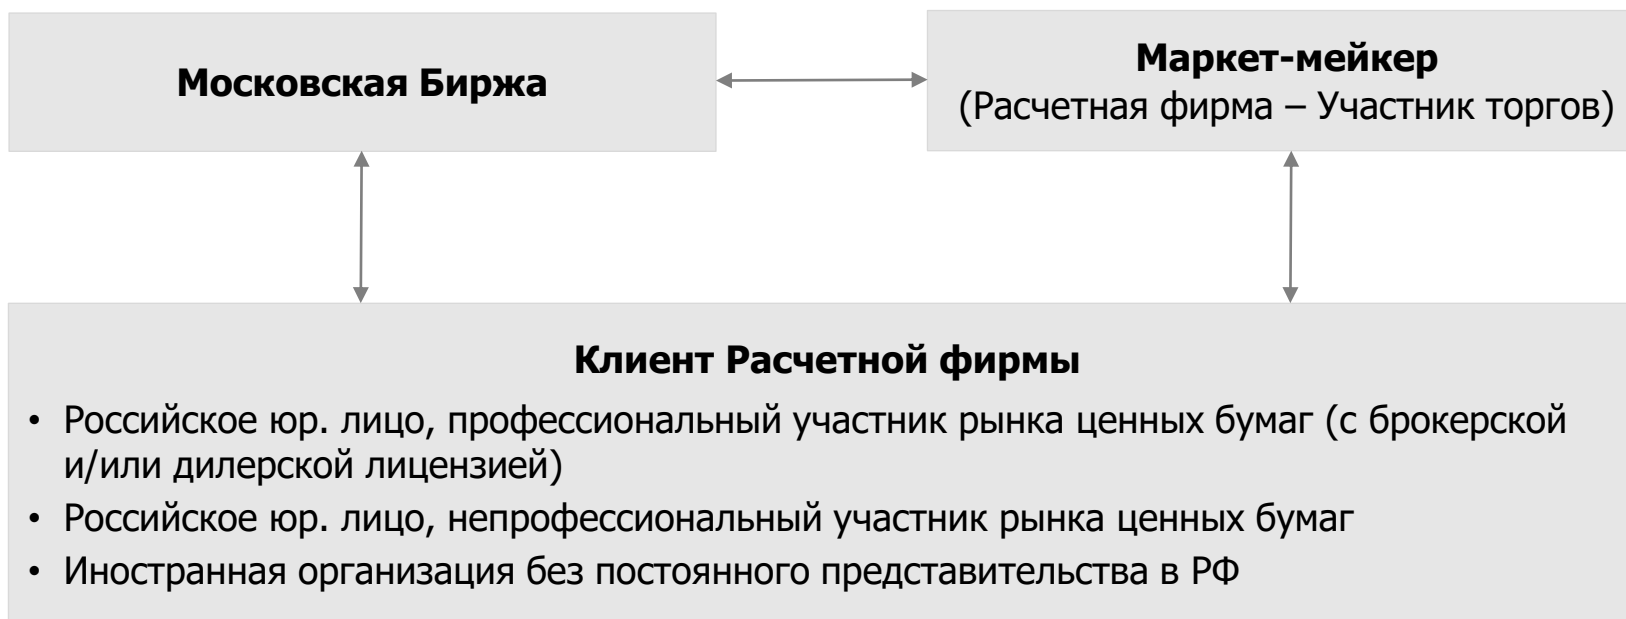 Московская Биржа
Маркет-мейкер
(Расчетная фирма – Участник торгов)
Клиент Расчетной фирмы
• Российское юр. лицо, профессиональный участник рынка ценных бумаг (с брокерской
и/или дилерской лицензией)
• Российское юр. лицо, непрофессиональный участник рынка ценных бумаг
• Иностранная организация без постоянного представительства в РФ